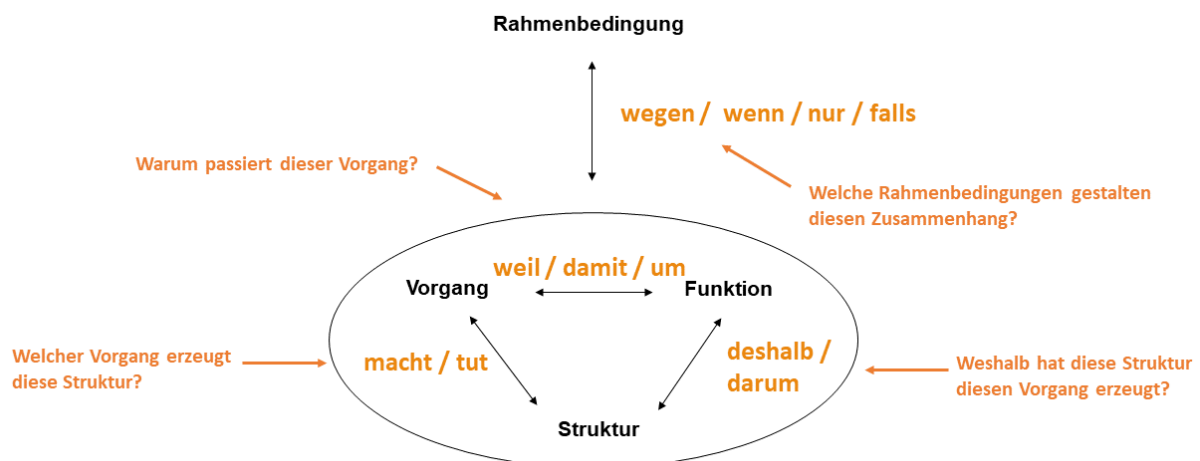 Rahmenbedingung
wegen / wenn / nur / falls
Warum passiert dieser Vorgang?
Welche Rahmenbedingungen gestalten
diesen Zusammenhang?
weil / damit / um
Vorgang
Funktion
Welcher Vorgang erzeugt
diese Struktur?
macht / tut
deshalb /
darum
Weshalb hat diese Struktur
diesen Vorgang erzeugt?
Struktur